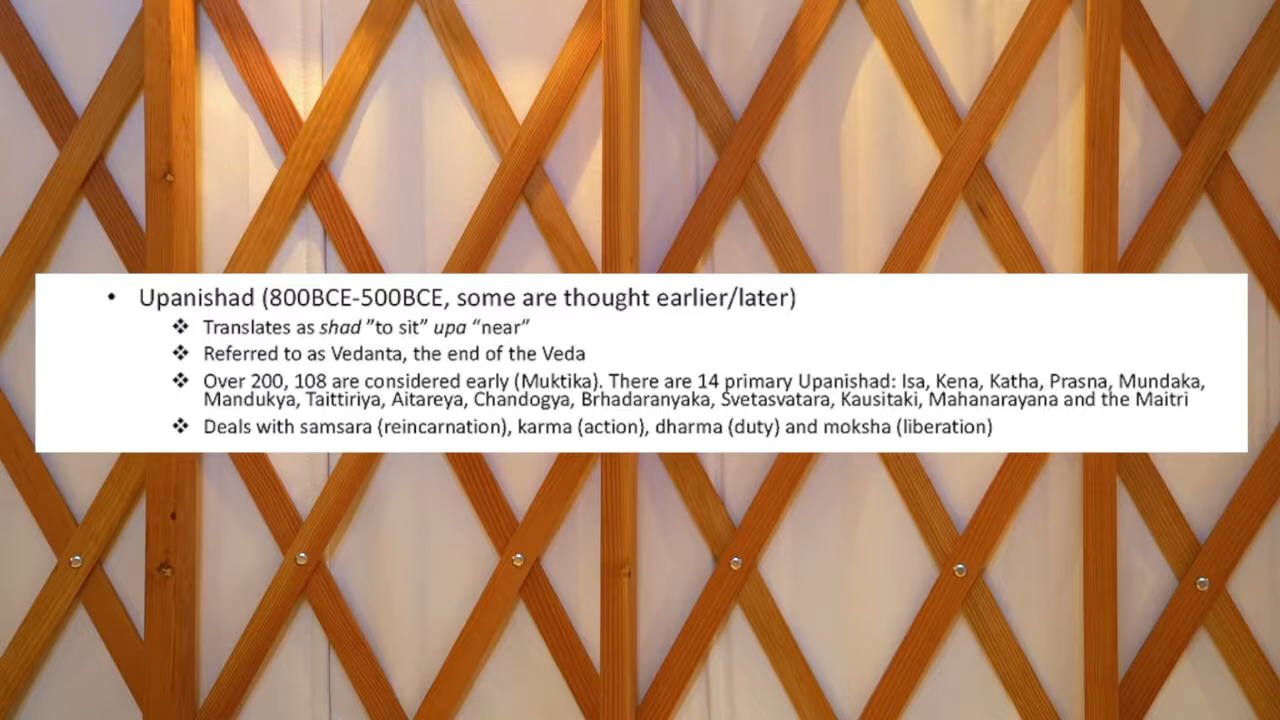 • Upanishad (800BCE-500BCE, some are thought earlier/later)
❖ Translates as shad ”to sit” upa “near”
❖ Referred to as Vedanta, the end of the Veda
❖ Over 200, 108 are considered early (Muktika). There are 14 primary Upanishad: Isa, Kena, Katha, Prasna, Mundaka,
Mandukya, Taittiriya, Aitareya, Chandogya, Brhadaranyaka, Svetasvatara, Kausitaki, Mahanarayana and the Maitri
❖ Deals with samsara (reincarnation), karma (action), dharma (duty) and moksha (liberation)